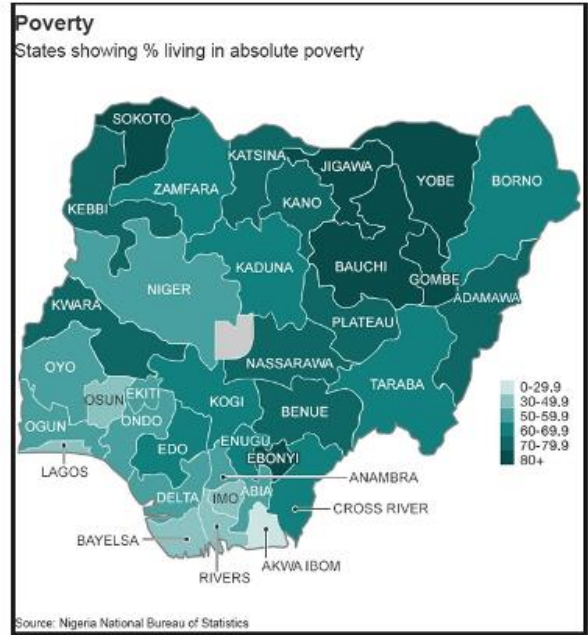 Poverty
States showing % living in absolute poverty
SOKOTO
KATSINA
JIGAWA
YOBE
BORNO
ZAMFARA
KANO
KEBBI
KADUNA
BAUCHI
GOMBE
ADAMAWA
NIGER
KWARA
PLATEAU
NASSARAWA
OYO
TARABA
OSUN
EKITI
KOGI
BENUE
OGUN
ONDO
EDO
ENUGU
EBONYI
LAGOS
ANAMBRA
DELTA
IMO
ABIA
CROSS RIVER
BAYELSA
RIVERS
AKWA IBOM
0-29.9
30-49.9
50-59.9
60-69.9
70-79.9
80+
Source: Nigeria National Bureau of Statistics